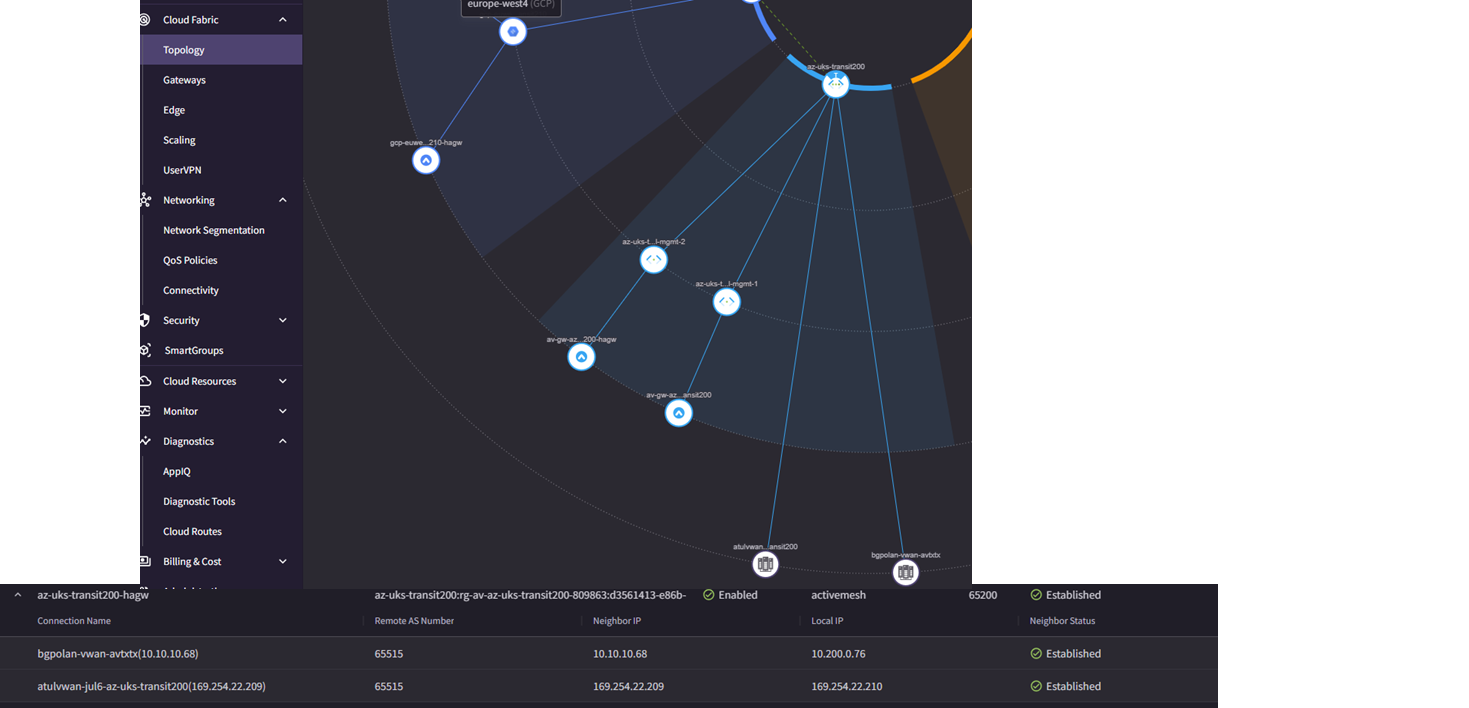 Cloud Fabric
Topology
Gateways
Edge
Scaling
UserVPN
Networking
Network Segmentation
QoS Policies
Connectivity
Security
SmartGroups
Cloud Resources
Monitor
Diagnostics
AppIQ
Diagnostic Tools
Cloud Routes
Billing & Cost
europe-west4 (GCP)
az-uks-transit200
gcp-euwe...210-hagw
az-uks-t...l-mgmt-2
az-uks-t...l-mgmt-1
av-gw-az...200-hagw
av-gw-az...ansit200
atulvwan...ansit200
bgpolan-vwan-avtxtx
az-uks-transit200-hagw az-uks-transit200:rg-av-az-uks-transit200-809863:d3561413-e86b- Enabled activemesh 65200 Established
Connection Name Remote AS Number Neighbor IP Local IP Neighbor Status
bgpolan-vwan-avtxtx(10.10.10.68) 65515 10.10.10.68 10.200.0.76 Established
atulvwan-jul6-az-uks-transit200(169.254.22.209) 65515 169.254.22.209 169.254.22.210 Established